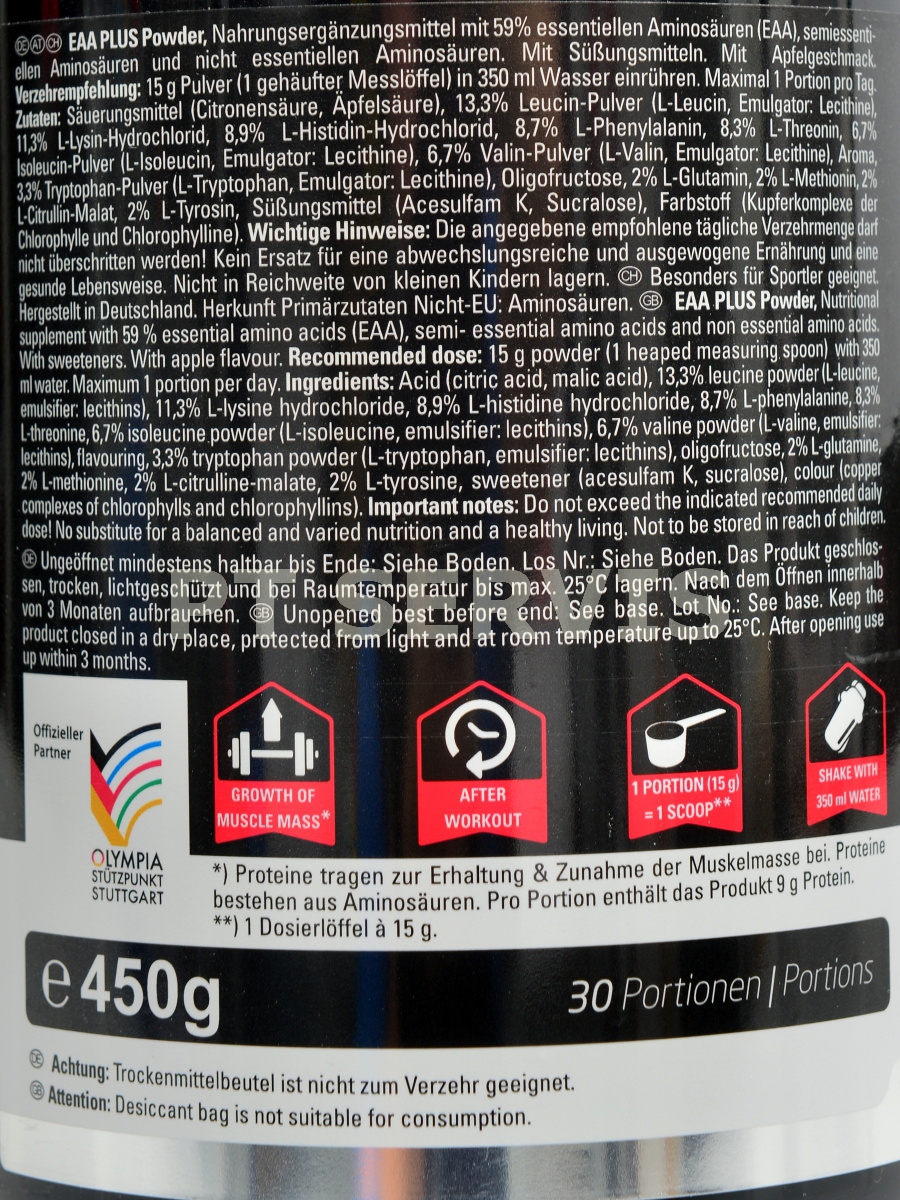 DE AT CH EAA PLUS Powder, Nahrungsergänzungsmittel mit 59% essentiellen Aminosäuren (EAA), semiessenti-
ellen Aminosäuren und nicht essentiellen Aminosäuren. Mit Süßungsmitteln. Mit Apfelgeschmack.
Verzehrempfehlung: 15 g Pulver (1 gehäufter Messlöffel) in 350 ml Wasser einrühren. Maximal 1 Portion pro Tag.
Zutaten: Säuerungsmittel (Citronensäure, Äpfelsäure), 13,3% Leucin-Pulver (L-Leucin, Emulgator: Lecithine),
11,3% L-Lysin-Hydrochlorid, 8,9% L-Histidin-Hydrochlorid, 8,7% L-Phenylalanin, 8,3% L-Threonin, 6,7%
Isoleucin-Pulver (L-Isoleucin, Emulgator: Lecithine), 6,7% Valin-Pulver (L-Valin, Emulgator: Lecithine), Aroma,
3,3% Tryptophan-Pulver (L-Tryptophan, Emulgator: Lecithine), Oligofructose, 2% L-Glutamin, 2% L-Methionin, 2%
L-Citrullin-Malat, 2% L-Tyrosin, Süßungsmittel (Acesulfam K, Sucralose), Farbstoff (Kupferkomplexe der
Chlorophylle und Chlorophylline). Wichtige Hinweise: Die angegebene empfohlene tägliche Verzehrmenge darf
nicht überschritten werden! Kein Ersatz für eine abwechslungsreiche und ausgewogene Ernährung und eine
gesunde Lebensweise. Nicht in Reichweite von kleinen Kindern lagern. CH Besonders für Sportler geeignet.
Hergestellt in Deutschland. Herkunft Primärzutaten Nicht-EU: Aminosäuren. GB EAA PLUS Powder, Nutritional
supplement with 59 % essential amino acids (EAA), semi- essential amino acids and non essential amino acids.
With sweeteners. With apple flavour. Recommended dose: 15 g powder (1 heaped measuring spoon) with 350
ml water. Maximum 1 portion per day. Ingredients: Acid (citric acid, malic acid), 13,3% leucine powder (L-leucine,
emulsifier: lecithins), 11,3% L-lysine hydrochloride, 8,9% L-histidine hydrochloride, 8,7% L-phenylalanine, 8,3%
L-threonine, 6,7% isoleucine powder (L-isoleucine, emulsifier: lecithins), 6,7% valine powder (L-valine, emulsifier:
lecithins), flavouring, 3,3% tryptophan powder (L-tryptophan, emulsifier: lecithins), oligofructose, 2% L-glutamine,
2% L-methionine, 2% L-citrulline-malate, 2% L-tyrosine, sweetener (acesulfam K, sucralose), colour (copper
complexes of chlorophylls and chlorophyllins). Important notes: Do not exceed the indicated recommended daily
dose! No substitute for a balanced and varied nutrition and a healthy living. Not to be stored in reach of children.
DE Ungeöffnet mindestens haltbar bis Ende: Siehe Boden. Los Nr.: Siehe Boden. Das Produkt geschlos-
sen, trocken, lichtgeschützt und bei Raumtemperatur bis max. 25°C lagern. Nach dem Öffnen innerhalb
von 3 Monaten aufbrauchen. GB Unopened best before end: See base. Lot No.: See base. Keep the
product closed in a dry place, protected from light and at room temperature up to 25°C. After opening use
up within 3 months.
PT SERVIS
Offizieller
Partner
OLYMPIA
STÜTZPUNKT
STUTTGART
GROWTH OF
MUSCLE MASS*
AFTER
WORKOUT
1 PORTION (15 g)
= 1 SCOOP**
SHAKE WITH
350 ml WATER
*) Proteine tragen zur Erhaltung & Zunahme der Muskelmasse bei. Proteine
bestehen aus Aminosäuren. Pro Portion enthält das Produkt 9 g Protein.
**) 1 Dosierlöffel à 15 g.
e 450g
30 Portionen | Portions
DE Achtung: Trockenmittelbeutel ist nicht zum Verzehr geeignet.
GB Attention: Desiccant bag is not suitable for consumption.